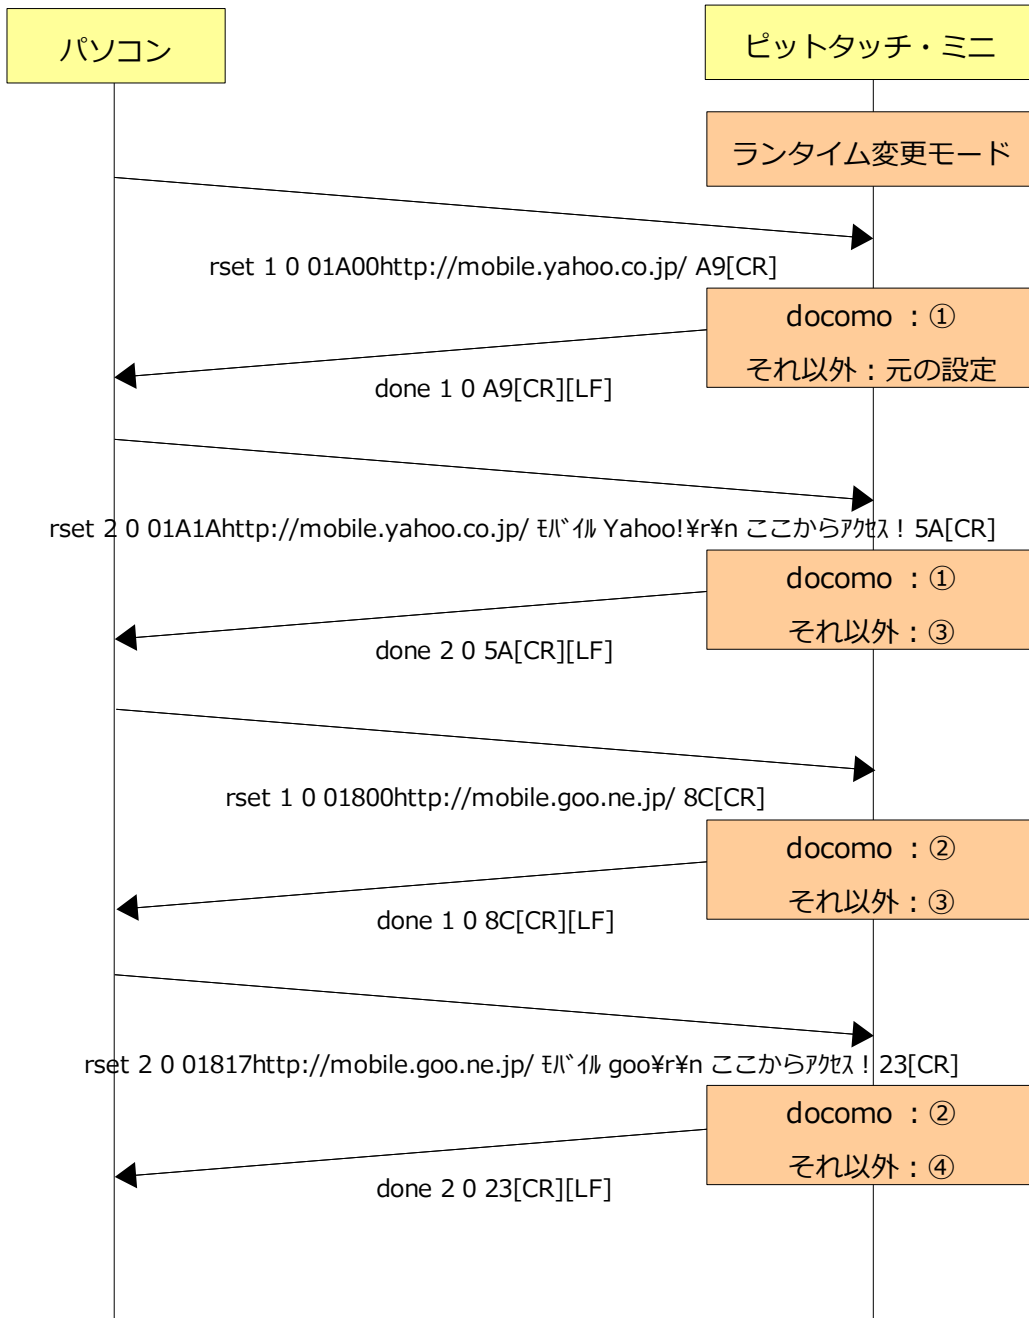 パソコン
ピットタッチ・ミニ
ランタイム変更モード
rset 1 0 01A00http://mobile.yahoo.co.jp/ A9[CR]
docomo ：①
それ以外：元の設定
done 1 0 A9[CR][LF]
rset 2 0 01A1Ahttp://mobile.yahoo.co.jp/ ﾓﾊﾞｲﾙ Yahoo!¥r¥n ここからｱｸｾｽ！5A[CR]
docomo ：①
それ以外：③
done 2 0 5A[CR][LF]
rset 1 0 01800http://mobile.goo.ne.jp/ 8C[CR]
docomo ：②
それ以外：③
done 1 0 8C[CR][LF]
rset 2 0 01817http://mobile.goo.ne.jp/ ﾓﾊﾞｲﾙ goo¥r¥n ここからｱｸｾｽ！23[CR]
docomo ：②
それ以外：④
done 2 0 23[CR][LF]